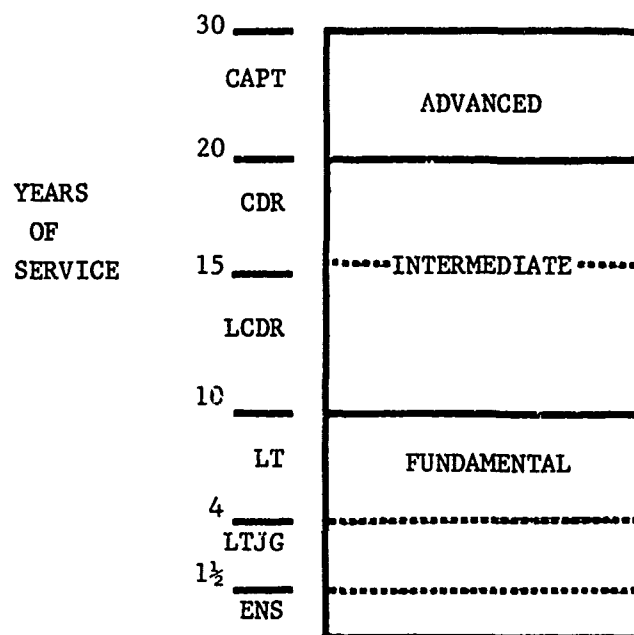 30
CAPT
ADVANCED
20
YEARS
OF
SERVICE
CDR
15
INTERMEDIATE
LCDR
10
LT
FUNDAMENTAL
4
LTJG
1½
ENS